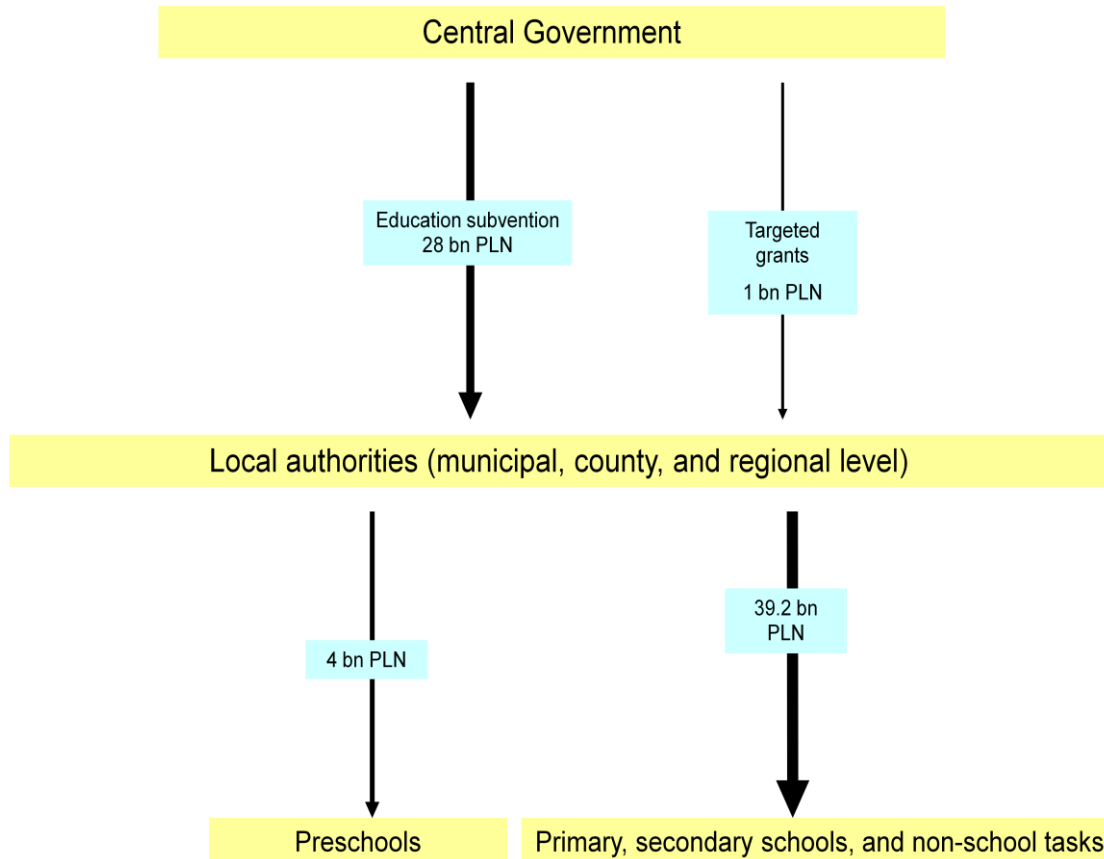 Central Government
Education subvention
28 bn PLN
Targeted
grants
1 bn PLN
Local authorities (municipal, county, and regional level)
4 bn PLN
39.2 bn
PLN
Preschools
Primary, secondary schools, and non-school tasks